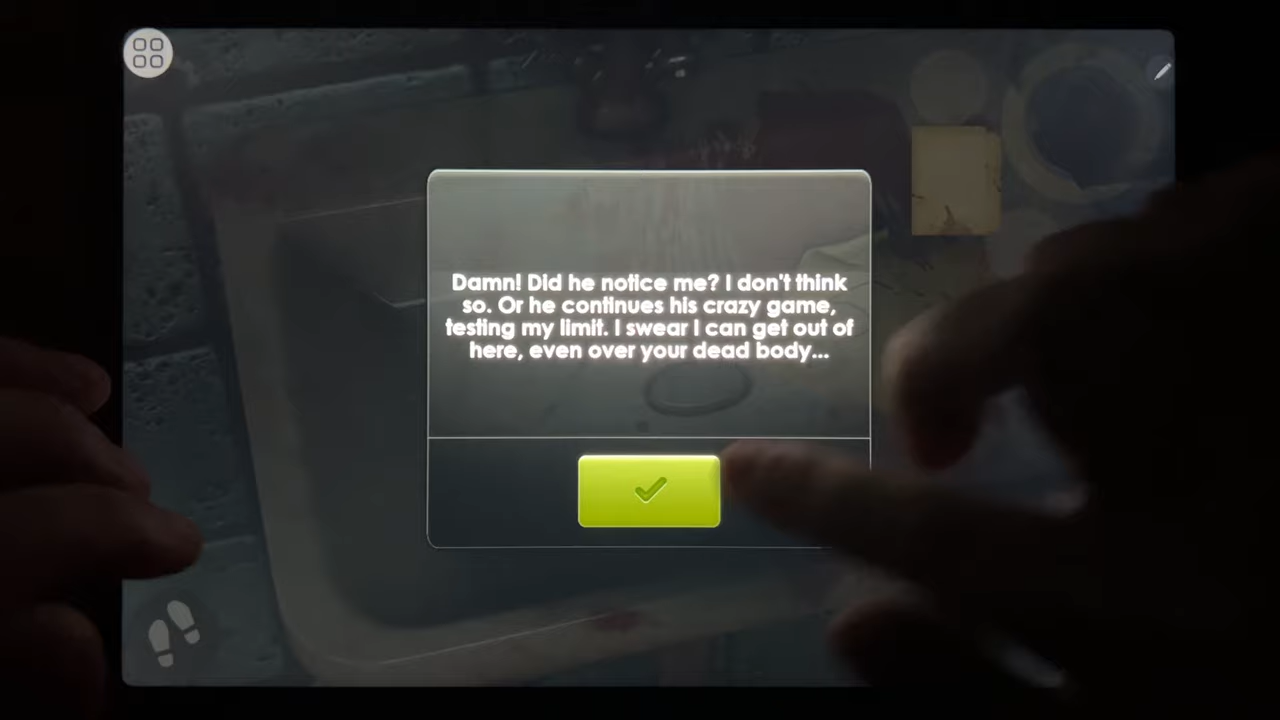 Damn! Did he notice me? I don't think
so. Or he continues his crazy game,
testing my limit. I swear I can get out of
here, even over your dead body...